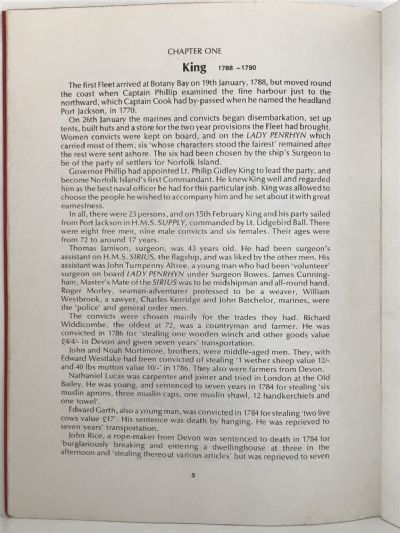 CHAPTER ONE
King 1788 – 1790
The first Fleet arrived at Botany Bay on 19th January, 1788, but moved round
the coast when Captain Phillip examined the fine harbour just to the
northward, which Captain Cook had by-passed when he named the headland
Port Jackson, in 1770.
On 26th January the marines and convicts began disembarkation, set up
tents, built huts and a store for the two year provisions the Fleet had brought.
Women convicts were kept on board, and on the LADY PENRHYN which
carried most of them, six 'whose characters stood the fairest' remained after
the rest were sent ashore. The six had been chosen by the ship's Surgeon to
be of the party of settlers for Norfolk Island.
Governor Phillip had appointed Lt. Philip Gidley King to lead the party, and
become Norfolk Island's first Commandant. He knew King well and regarded
him as the best naval officer he had for this particular job. King was allowed to
choose the people he wished to accompany him and he set about it with great
earnestness.
In all, there were 23 persons, and on 15th February King and his party sailed
from Port Jackson in H.M.S. SUPPLY, commanded by Lt. Lidgebird Ball. There
were eight free men, nine male convicts and six females. Their ages were
from 72 to around 17 years.
Thomas Jamison, surgeon, was 43 years old. He had been surgeon's
assistant on H.M.S. SIRIUS, the flagship, and was liked by the other men. His
assistant was John Turnpenny Altree, a young man who had been 'volunteer'
surgeon on board LADY PENRHYN under Surgeon Bowes. James Cunning-
ham, Master's Mate of the SIRIUS was to be midshipman and all-round hand.
Roger Morley, seaman-adventurer professed to be a weaver, William
Westbrook, a sawyer, Charles Kerridge and John Batchelor, marines, were
the 'police' and general order men.
The convicts were chosen mainly for the trades they had. Richard
Widdicombe, the oldest at 72, was a countryman and farmer. He was
convicted in 1786 for 'stealing one wooden winch and other goods value
£4/4/- in Devon and given seven years' transportation.
John and Noah Mortimore, brothers, were middle-aged men. They, with
Edward Westlake had been convicted of stealing '1 wether sheep value 12/-
and 40 lbs mutton value 10/-' in 1786. They also were farmers from Devon.
Nathaniel Lucas was carpenter and joiner and tried in London at the Old
Bailey. He was young, and sentenced to seven years in 1784 for stealing 'six
muslin aprons, three muslin caps, one muslin shawl, 12 handkerchiefs and
one towel'.
Edward Garth, also a young man, was convicted in 1784 for stealing 'two live
cows value £17'. His sentence was death by hanging. He was reprieved to
seven years' transportation.
John Rice, a rope-maker from Devon was sentenced to death in 1784 for
'burglariously breaking and entering a dwellinghouse at three in the
afternoon and 'stealing thereout various articles' but was reprieved to seven
5